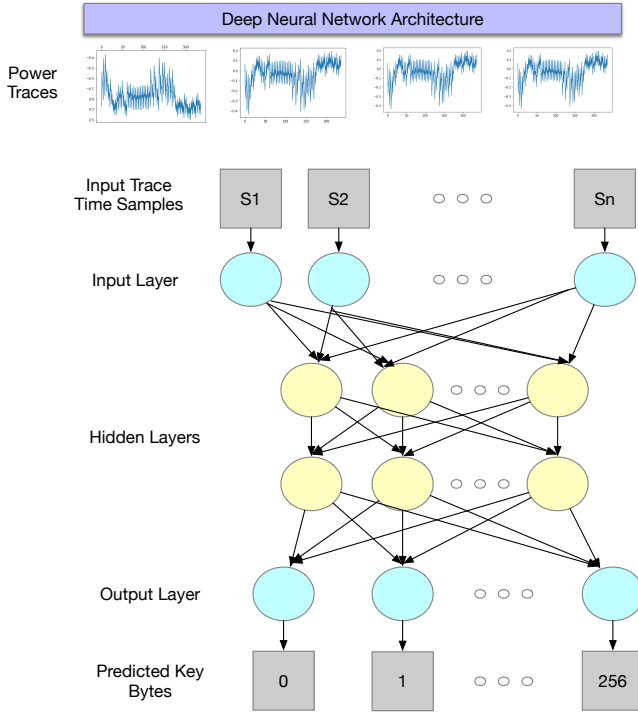 Deep Neural Network Architecture
Power
Traces
Input Trace
Time Samples
S1
S2
Sn
Input Layer
Hidden Layers
Output Layer
Predicted Key
Bytes
0
1
256